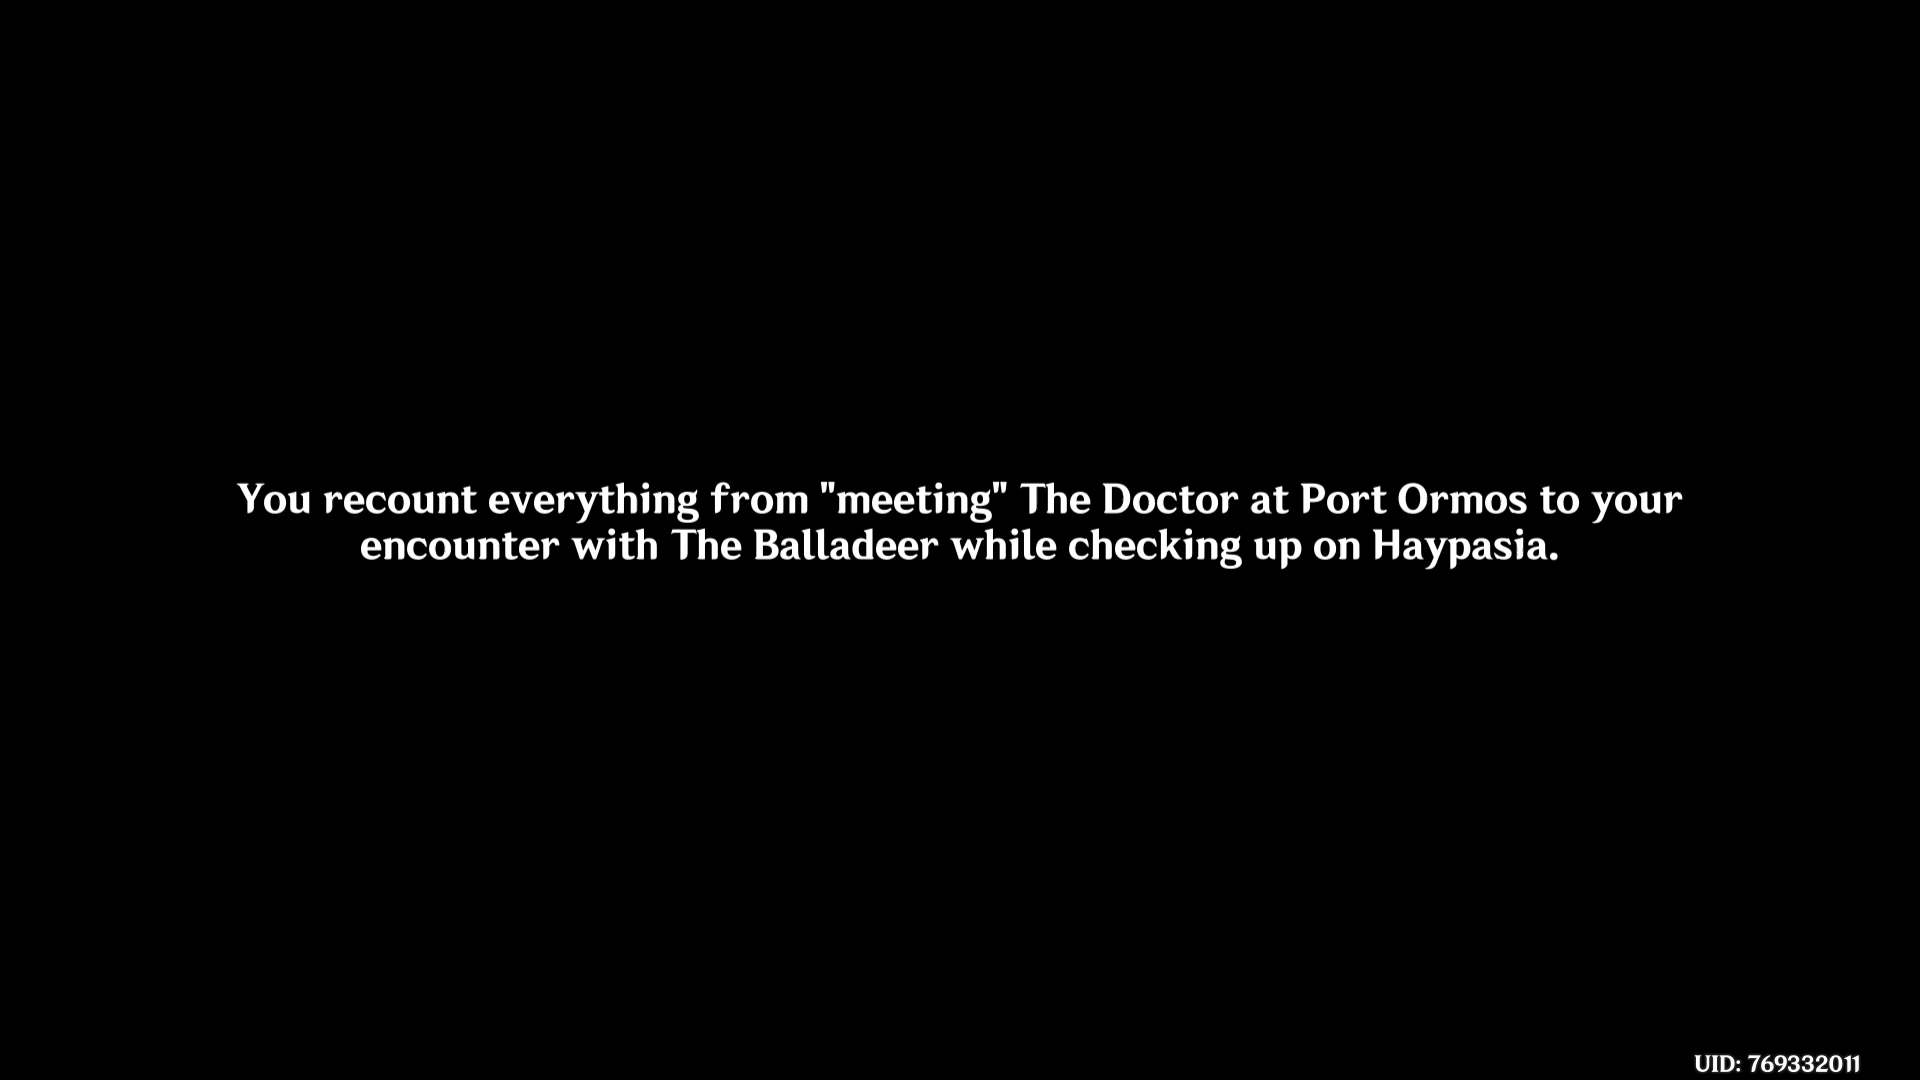 You recount everything from "meeting" The Doctor at Port Ormos to your
encounter with The Balladeer while checking up on Haypasia.
UID: 769332011